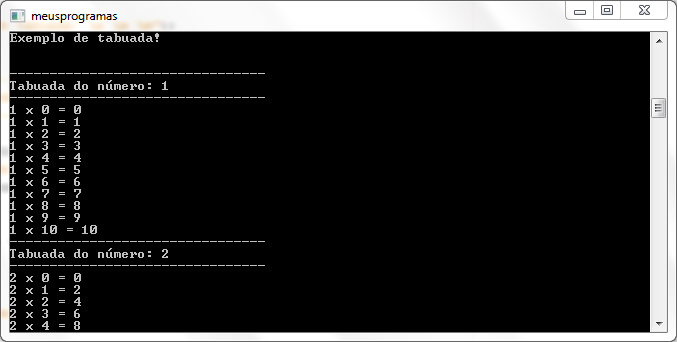 meusprogramas
Exemplo de tabuada!
--------------------------------
Tabuada do número: 1
--------------------------------
1 x 0 = 0
1 x 1 = 1
1 x 2 = 2
1 x 3 = 3
1 x 4 = 4
1 x 5 = 5
1 x 6 = 6
1 x 7 = 7
1 x 8 = 8
1 x 9 = 9
1 x 10 = 10
--------------------------------
Tabuada do número: 2
--------------------------------
2 x 0 = 0
2 x 1 = 2
2 x 2 = 4
2 x 3 = 6
2 x 4 = 8